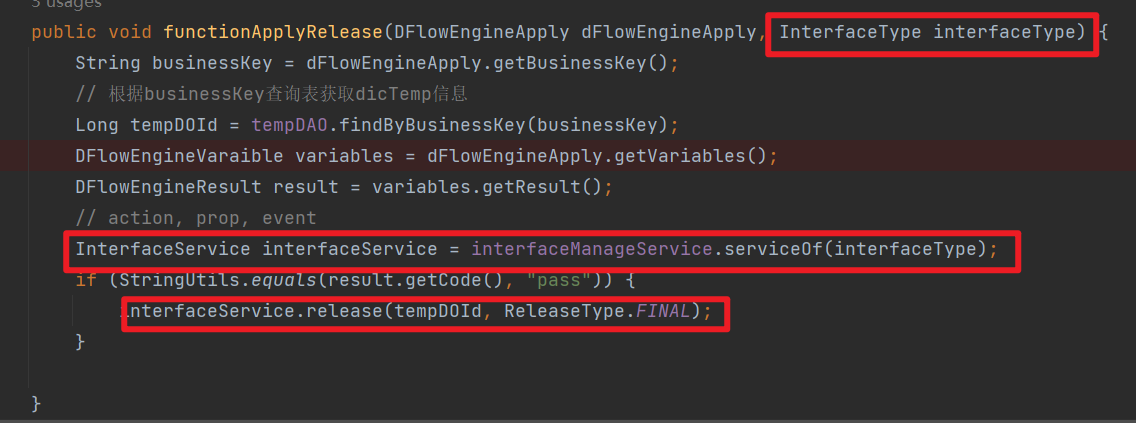 5 usages
public void functionApplyRelease(DFlowEngineApply dFlowEngineApply, InterfaceType interfaceType) {
String businessKey = dFlowEngineApply.getBusinessKey();
// 根据businessKey查询表获取dicTemp信息
Long tempDOId = tempDAO.findByBusinessKey(businessKey);
DFlowEngineVaraible variables = dFlowEngineApply.getVariables();
DFlowEngineResult result = variables.getResult();
// action, prop, event
InterfaceService interfaceService = interfaceManageService.serviceOf(interfaceType);
if (StringUtils.equals(result.getCode(), "pass")) {
interfaceService.release(tempDOId, ReleaseType.FINAL);
}
}